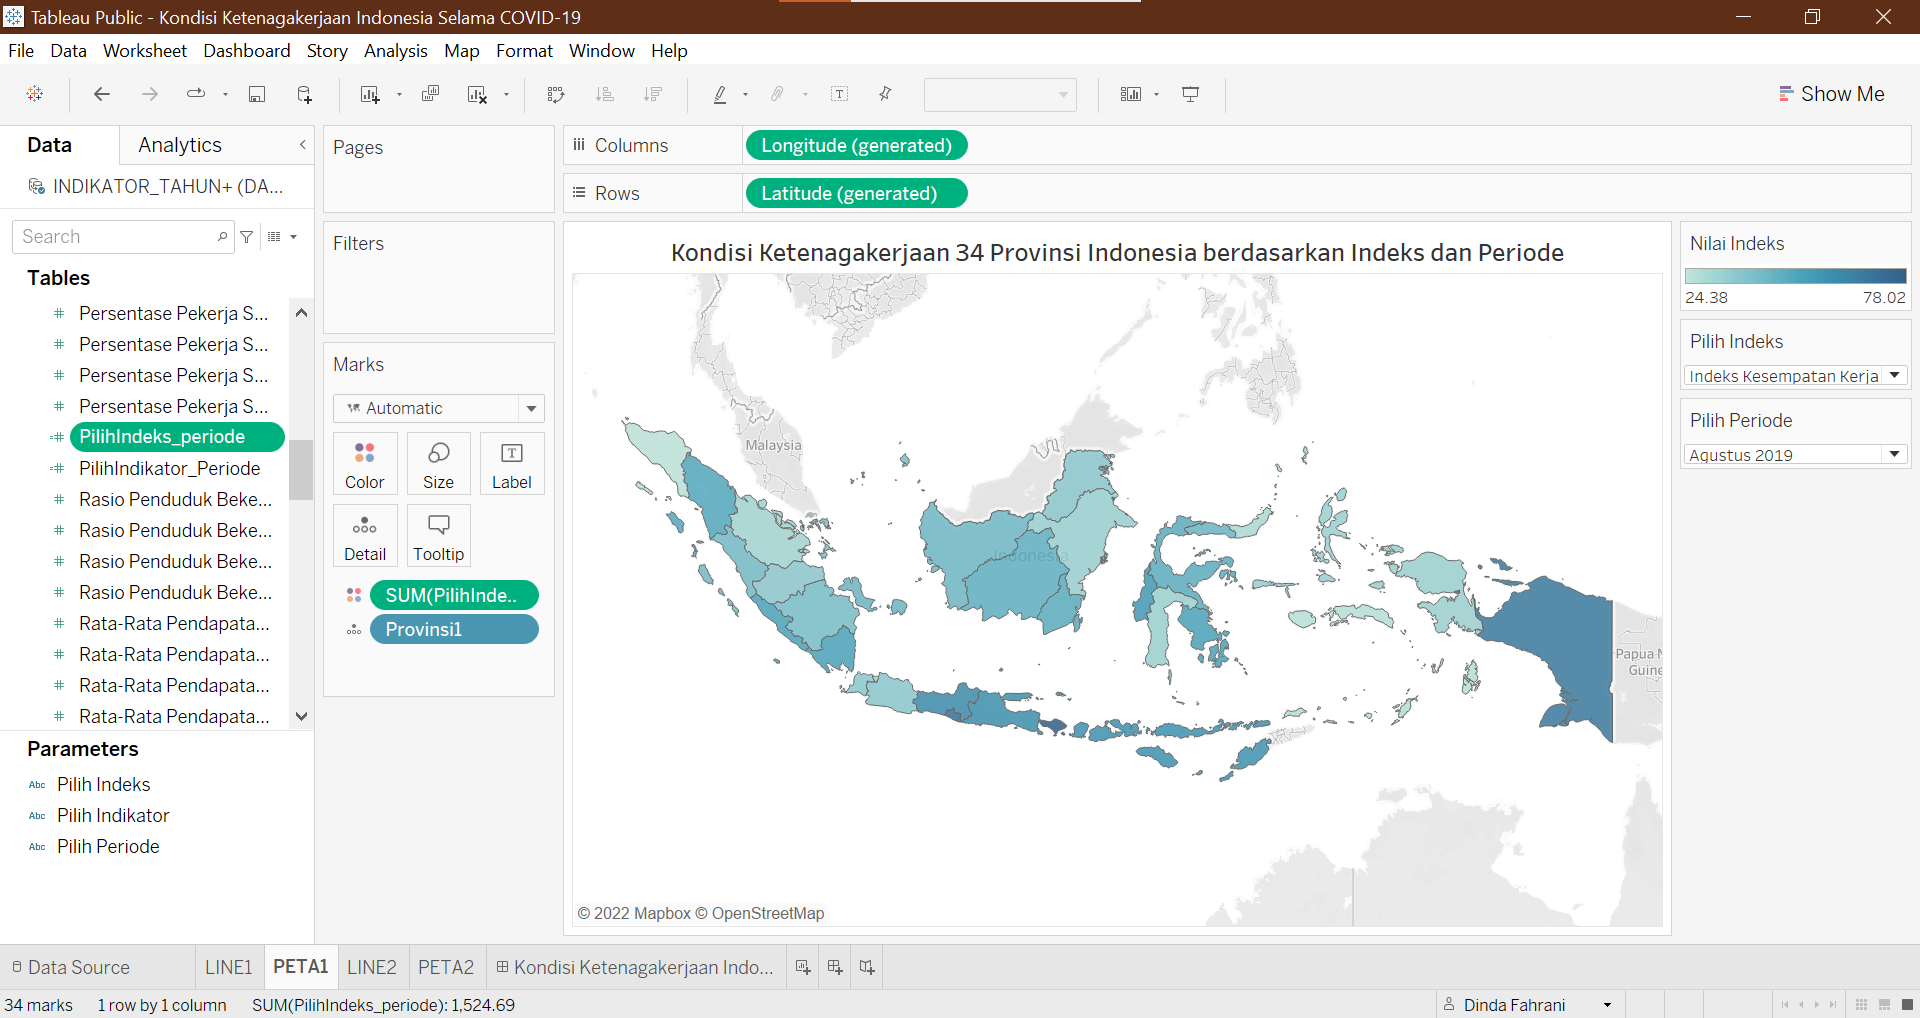 Tableau Public - Kondisi Ketenagakerjaan Indonesia Selama COVID-19
File Data Worksheet Dashboard Story Analysis Map Format Window Help
Show Me
Data Analytics
INDIKATOR_TAHUN+ (DA...
Search
Tables
Persentase Pekerja S...
Persentase Pekerja S...
Persentase Pekerja S...
Persentase Pekerja S...
PilihIndeks_periode
PilihIndikator_Periode
Rasio Penduduk Beke...
Rasio Penduduk Beke...
Rasio Penduduk Beke...
Rasio Penduduk Beke...
Rata-Rata Pendapata...
Rata-Rata Pendapata...
Rata-Rata Pendapata...
Rata-Rata Pendapata...
Parameters
Abc Pilih Indeks
Abc Pilih Indikator
Abc Pilih Periode
Pages
Filters
Marks
Automatic
Color Size Label
Detail Tooltip
SUM(PilihInde..
Provinsi1
Columns Longitude (generated)
Rows Latitude (generated)
Kondisi Ketenagakerjaan 34 Provinsi Indonesia berdasarkan Indeks dan Periode
Malaysia
Indonesia
Papua N
Guine
© 2022 Mapbox © OpenStreetMap
Nilai Indeks
24.38 78.02
Pilih Indeks
Indeks Kesempatan Kerja
Pilih Periode
Agustus 2019
Data Source LINE1 PETA1 LINE2 PETA2 Kondisi Ketenagakerjaan Indo...
34 marks 1 row by 1 column SUM(PilihIndeks_periode): 1,524.69
Dinda Fahrani